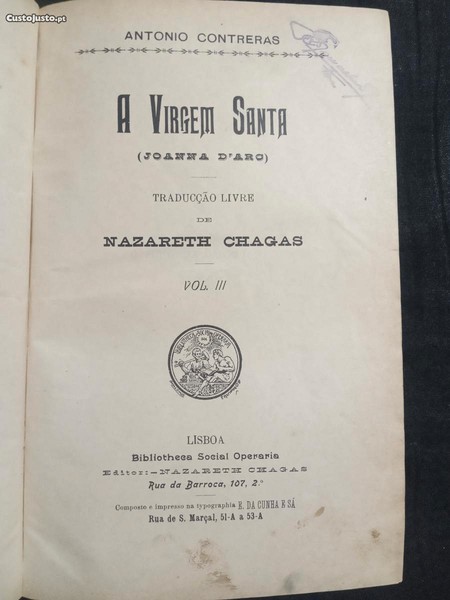 CustoJusto.pt
ANTONIO CONTRERAS
A VIRGEM SANTA
(JOANNA D'ARC)
TRADUCÇÃO LIVRE
DE
NAZARETH CHAGAS
VOL. III
LISBOA
Bibliotheca Social Operaria
Editor:—NAZARETH CHAGAS
Rua da Barroca, 107, 2.º
Composto e impresso na typographia E. DA CUNHA E SÁ
Rua de S. Marçal, 51-A a 53-A